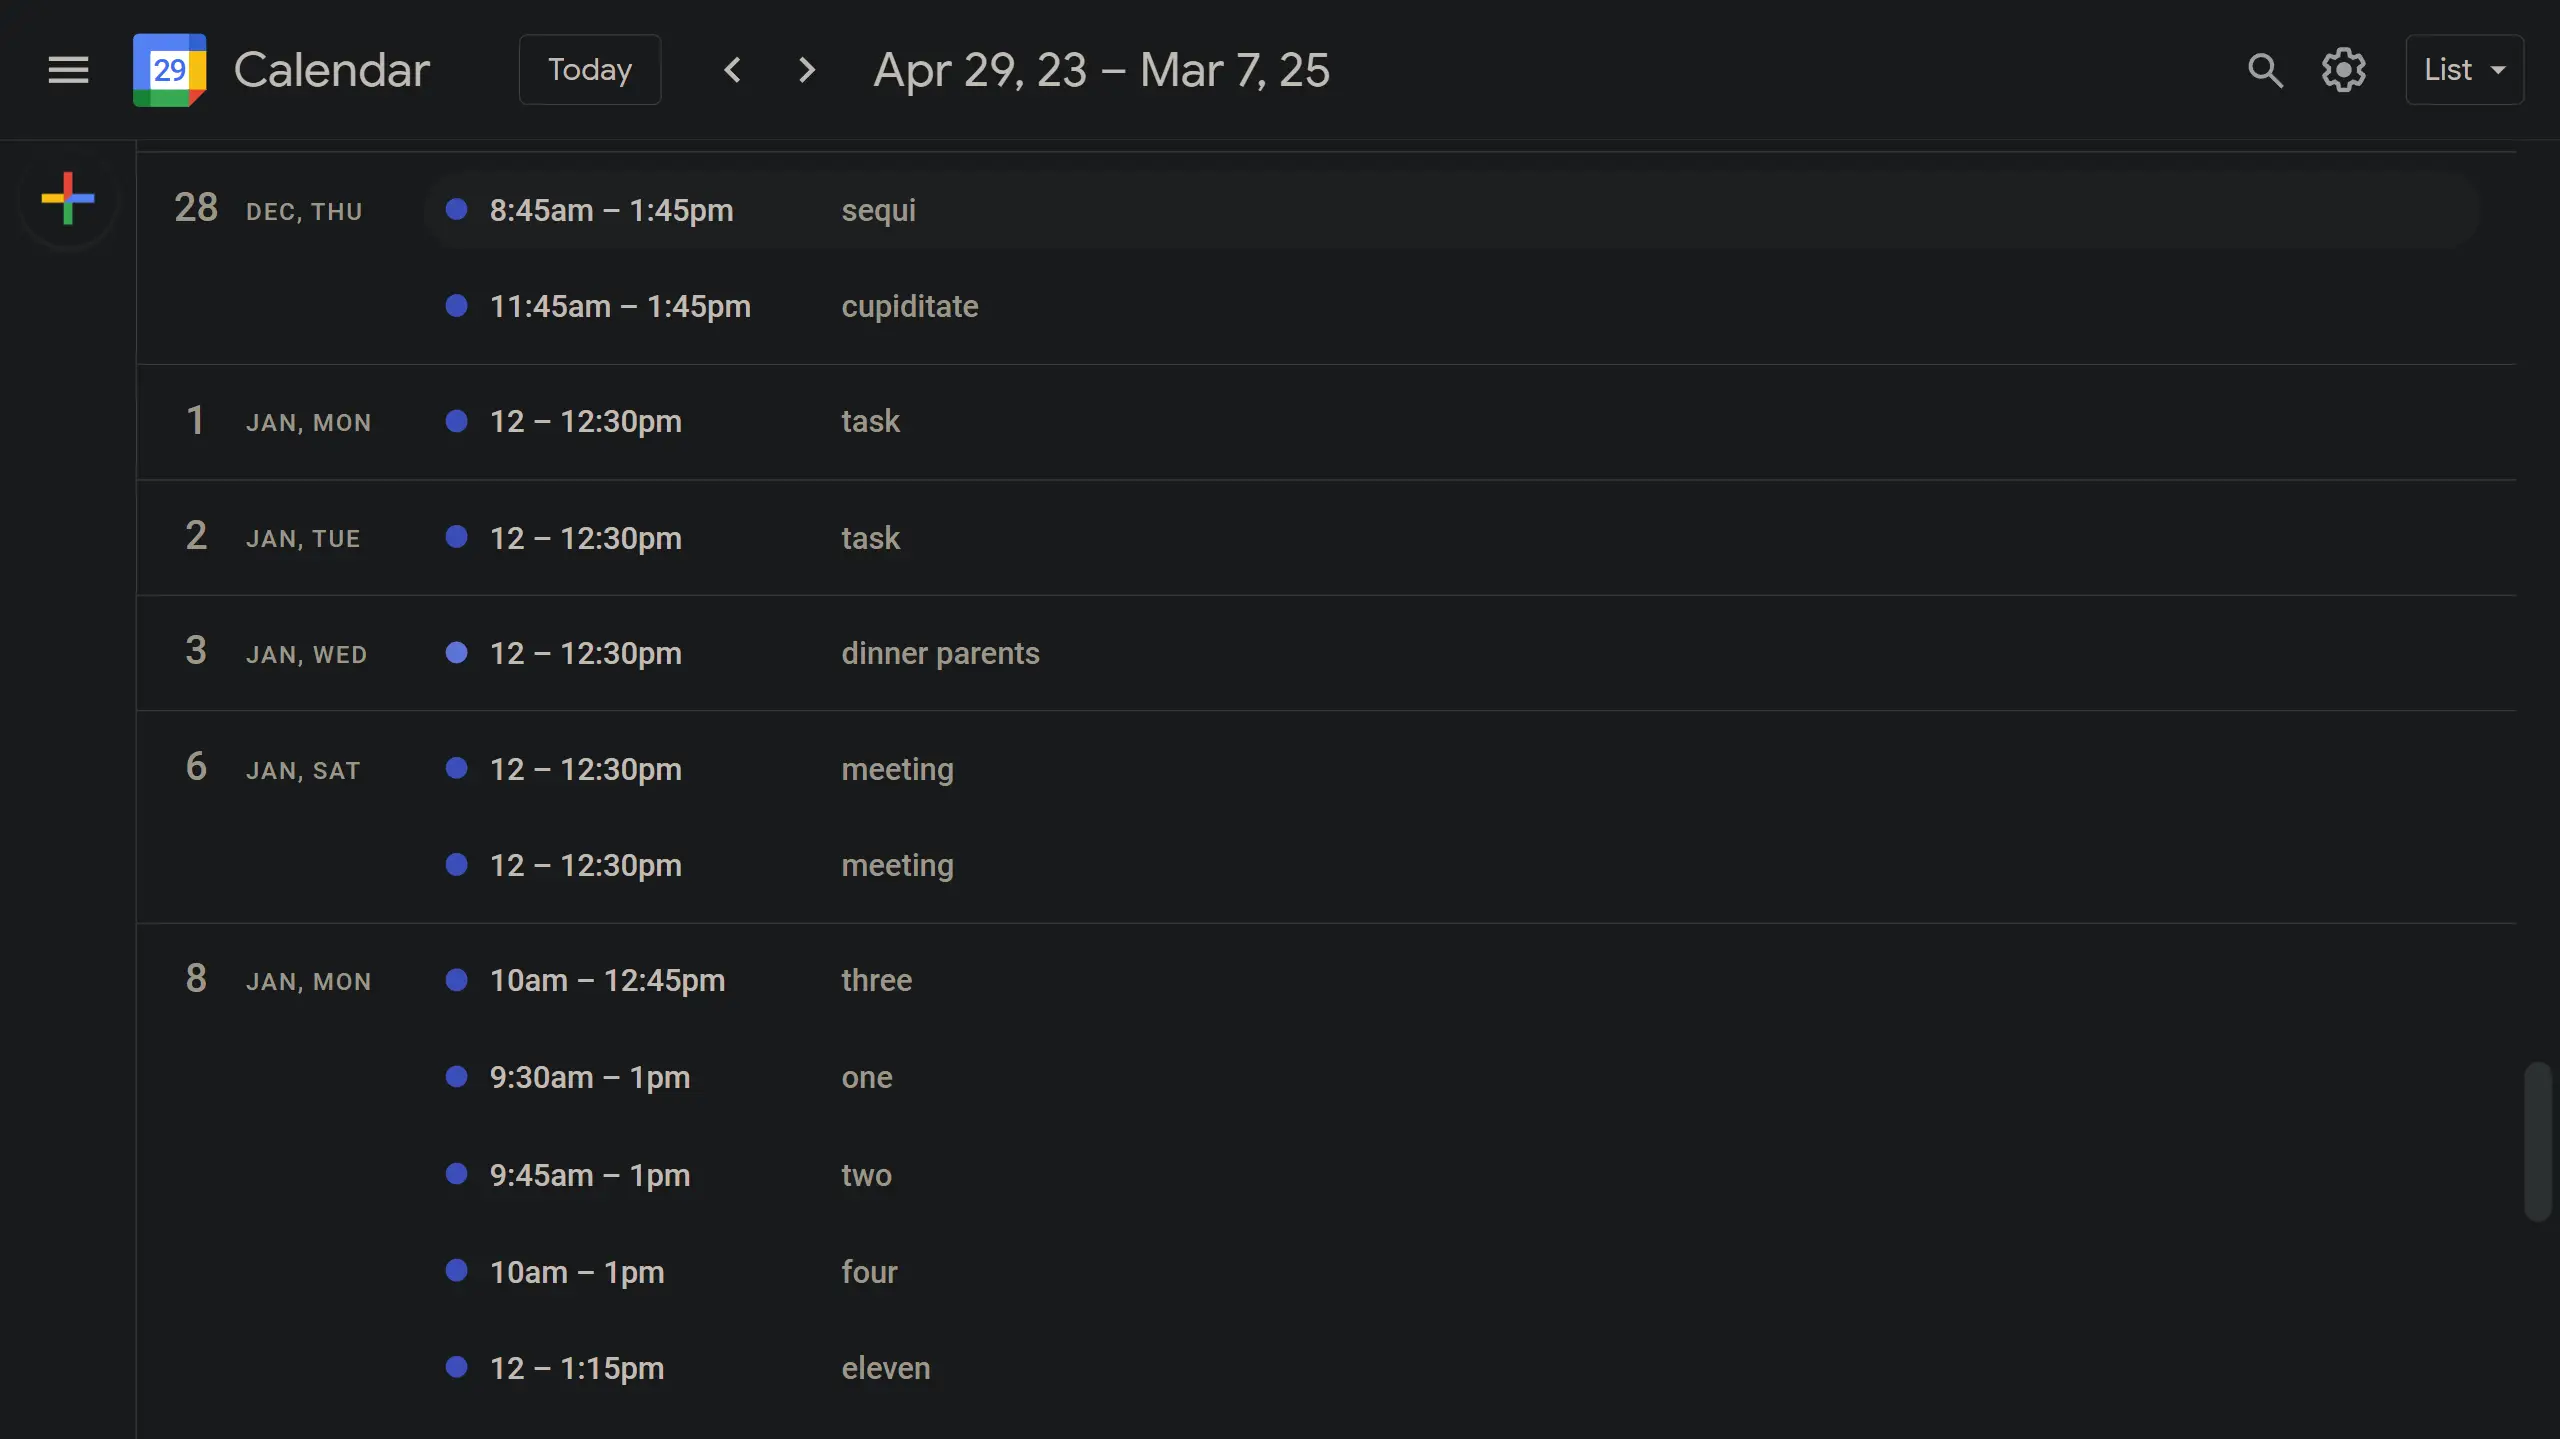 29 Calendar Today Apr 29, 23 – Mar 7, 25 List
28 DEC, THU 8:45am – 1:45pm sequi
11:45am – 1:45pm cupiditate
1 JAN, MON 12 – 12:30pm task
2 JAN, TUE 12 – 12:30pm task
3 JAN, WED 12 – 12:30pm dinner parents
6 JAN, SAT 12 – 12:30pm meeting
12 – 12:30pm meeting
8 JAN, MON 10am – 12:45pm three
9:30am – 1pm one
9:45am – 1pm two
10am – 1pm four
12 – 1:15pm eleven